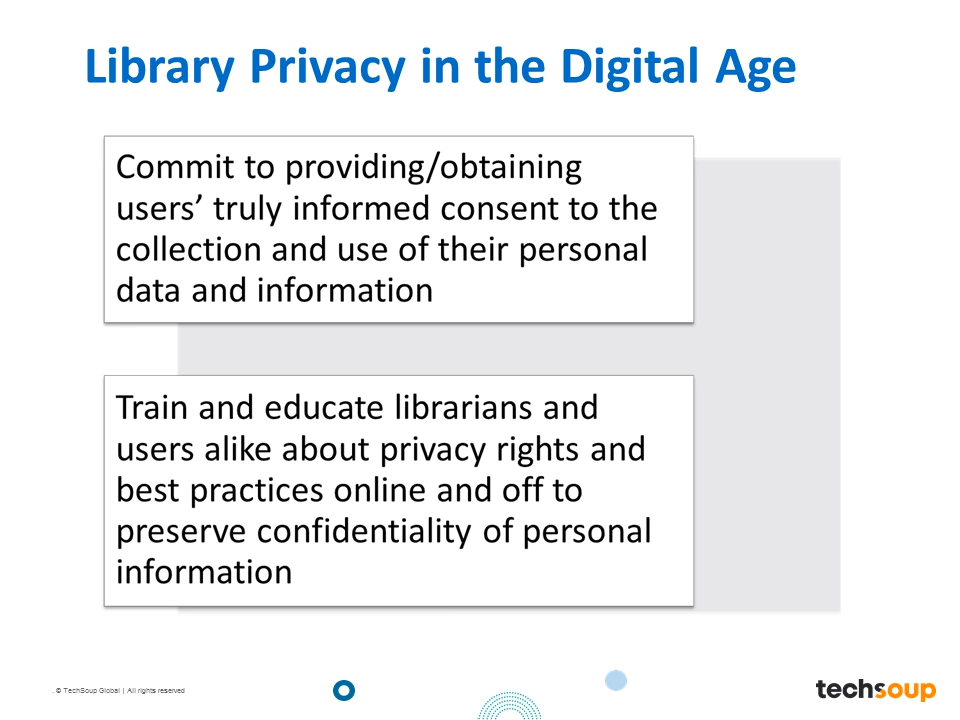 Library Privacy in the Digital Age
Commit to providing/obtaining
users’ truly informed consent to the
collection and use of their personal
data and information
Train and educate librarians and
users alike about privacy rights and
best practices online and off to
preserve confidentiality of personal
information
. © TechSoup Global | All rights reserved
techsoup